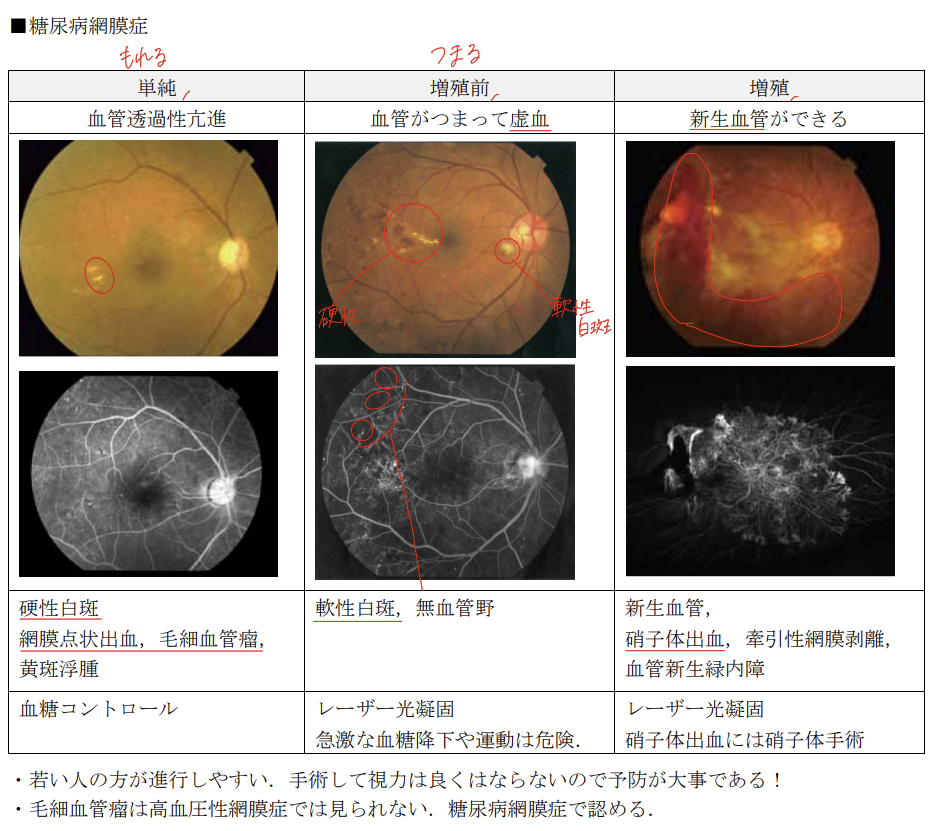 ■糖尿病網膜症
もれる
つまる
単純
増殖前
増殖
血管透過性亢進
血管がつまって虚血
新生血管ができる
硬性
軟性
白斑
硬性白斑
網膜点状出血，毛細血管瘤，
黄斑浮腫
軟性白斑，無血管野
新生血管，
硝子体出血，牽引性網膜剥離，
血管新生緑内障
血糖コントロール
レーザー光凝固
急激な血糖降下や運動は危険．
レーザー光凝固
硝子体出血には硝子体手術
・若い人の方が進行しやすい．手術して視力は良くはならないので予防が大事である！
・毛細血管瘤は高血圧性網膜症では見られない．糖尿病網膜症で認める．